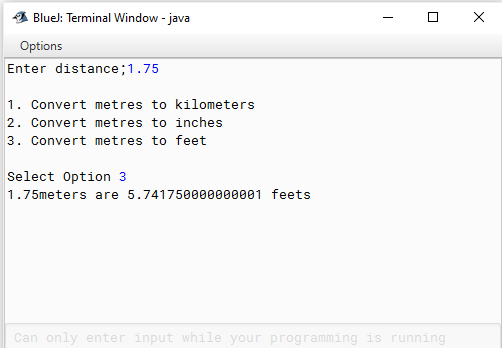 BlueJ: Terminal Window - java
Options
Enter distance;1.75
1. Convert metres to kilometers
2. Convert metres to inches
3. Convert metres to feet
Select Option 3
1.75meters are 5.741750000000001 feets
Can only enter input while your programming is running